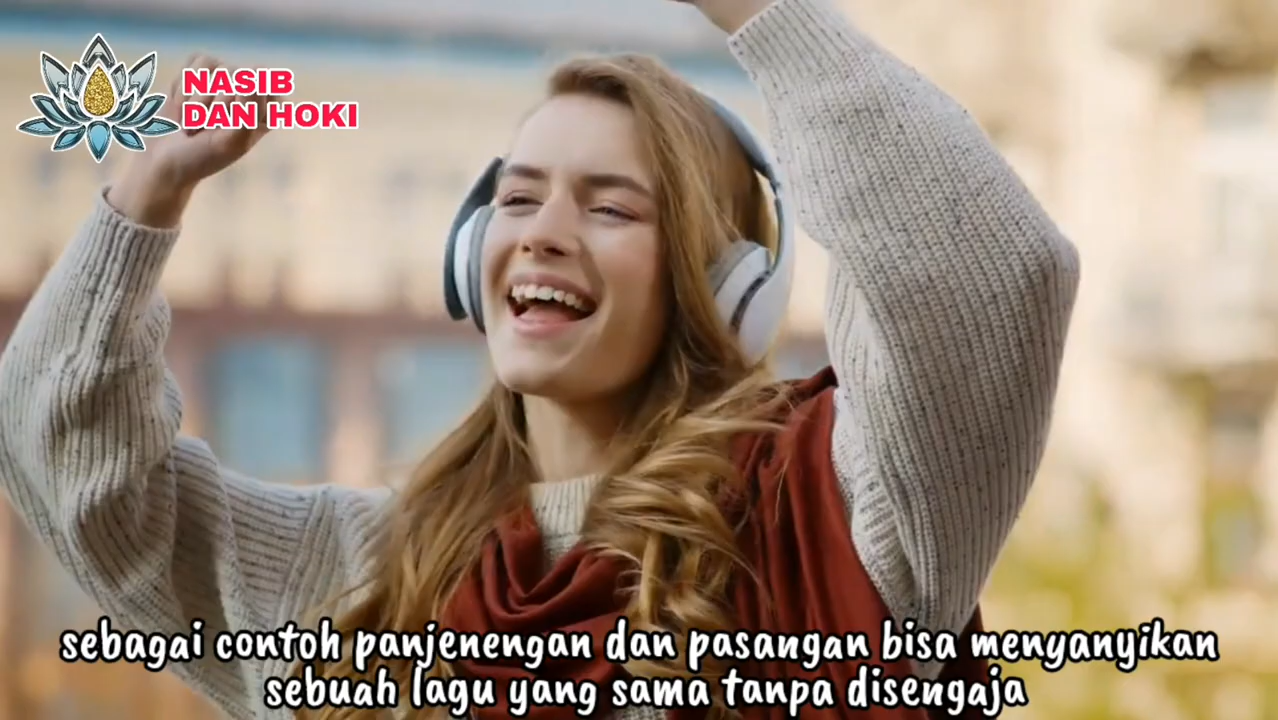 NASIB
DAN HOKI
sebagai contoh panjenengan dan pasangan bisa menyanyikan
sebuah lagu yang sama tanpa disengaja